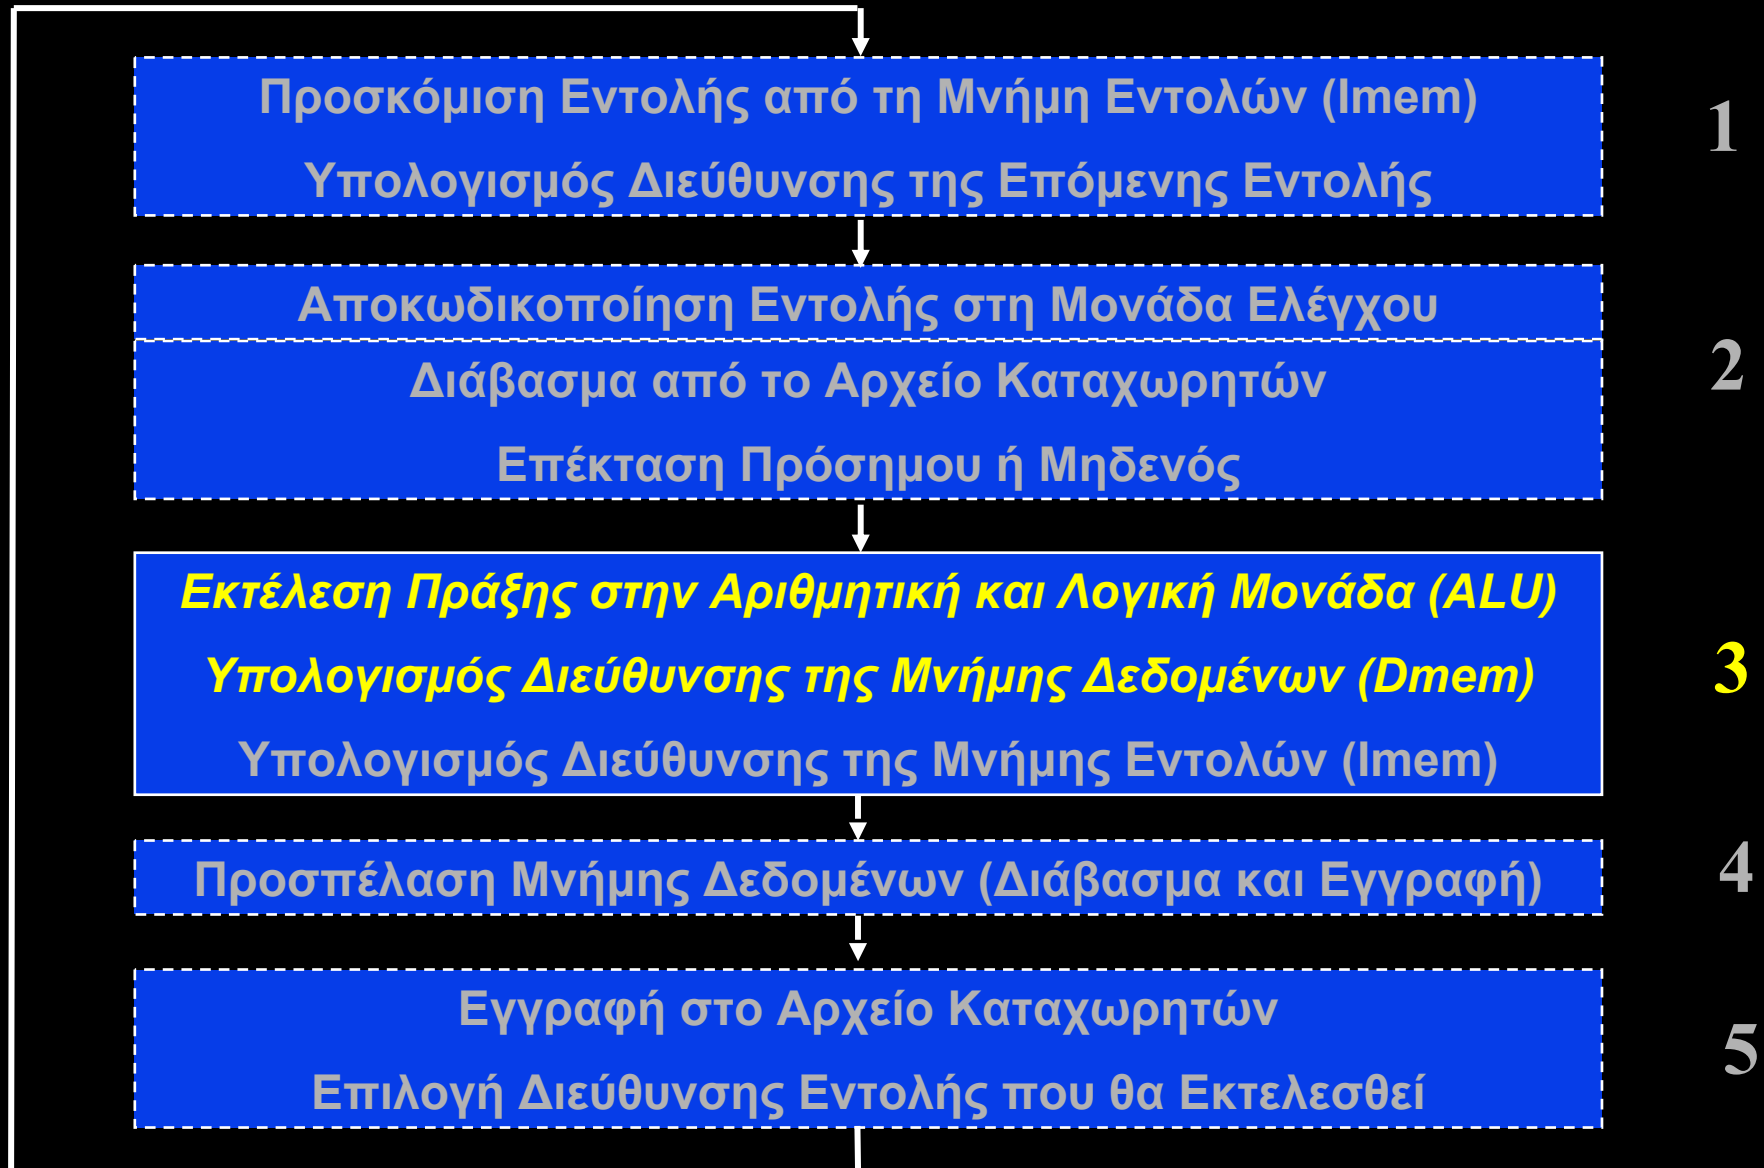 Προσκόμιση Εντολής από τη Μνήμη Εντολών (Imem)
1
Υπολογισμός Διεύθυνσης της Επόμενης Εντολής
Αποκωδικοποίηση Εντολής στη Μονάδα Ελέγχου
2
Διάβασμα από το Αρχείο Καταχωρητών
Επέκταση Πρόσημου ή Μηδενός
Εκτέλεση Πράξης στην Αριθμητική και Λογική Μονάδα (ALU)
Υπολογισμός Διεύθυνσης της Μνήμης Δεδομένων (Dmem)
3
Υπολογισμός Διεύθυνσης της Μνήμης Εντολών (Imem)
Προσπέλαση Μνήμης Δεδομένων (Διάβασμα και Εγγραφή)
4
Εγγραφή στο Αρχείο Καταχωρητών
5
Επιλογή Διεύθυνσης Εντολής που θα Εκτελεσθεί